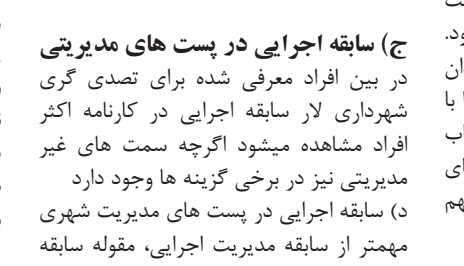 ج) سابقه اجرایی در پست های مدیریتی
در بین افراد معرفی شده برای تصدی گری
شهرداری لار سابقه اجرایی در کارنامه اکثر
افراد مشاهده میشود اگرچه سمت های غیر
مدیریتی نیز در برخی گزینه ها وجود دارد
د) سابقه اجرایی در پست های مدیریت شهری
مهمتر از سابقه مدیریت اجرایی، مقوله سابقه